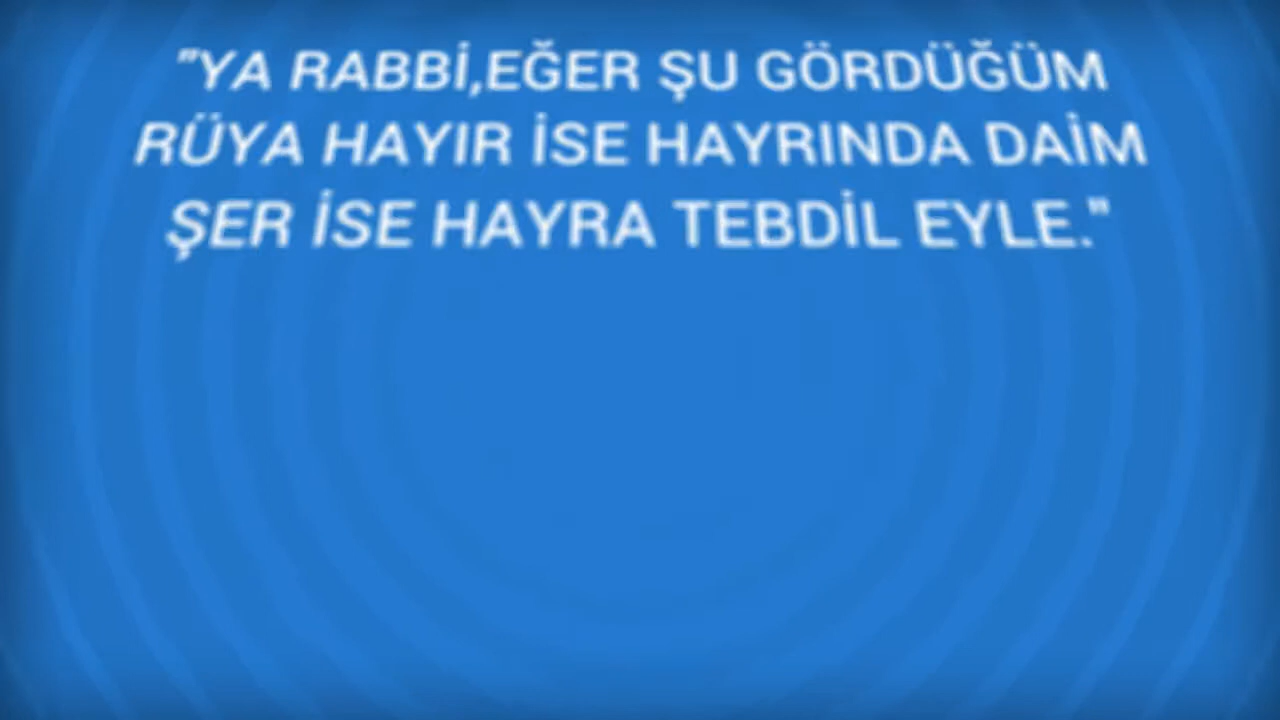 "YA RABBİ,EĞER ŞU GÖRDÜĞÜM
RÜYA HAYIR İSE HAYRINDA DAİM
ŞER İSE HAYRA TEBDİL EYLE."